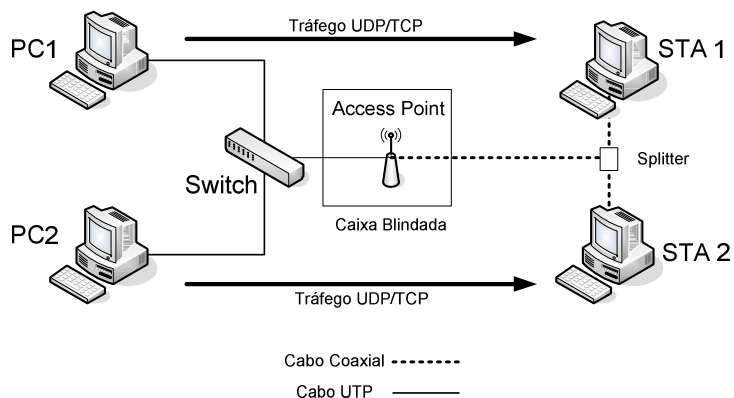 Tráfego UDP/TCP
PC1
STA 1
Access Point
Switch
Splitter
Caixa Blindada
PC2
STA 2
Tráfego UDP/TCP
Cabo Coaxial
Cabo UTP